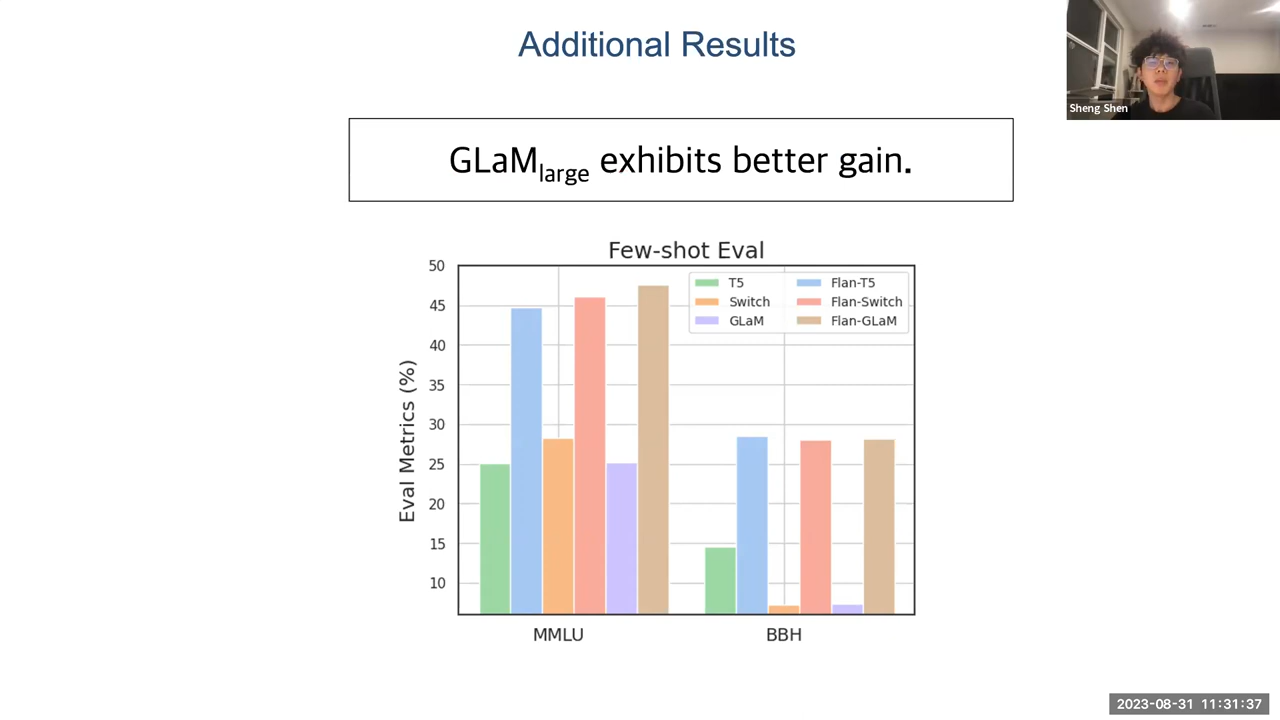 Additional Results
Sheng Shen
GLaMlarge exhibits better gain.
Few-shot Eval
T5
Switch
GLaM
Flan-T5
Flan-Switch
Flan-GLaM
Eval Metrics (%)
50
45
40
35
30
25
20
15
10
MMLU
BBH
2023-08-31 11:31:37